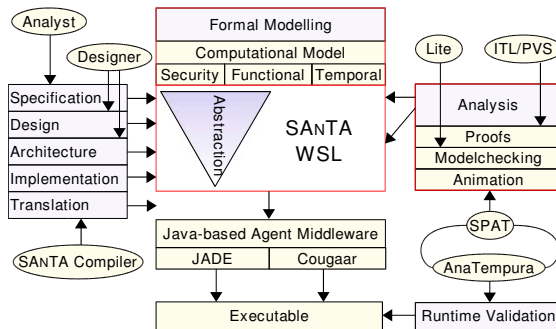 Analyst
Designer
Specification
Design
Architecture
Implementation
Translation
SANTA Compiler
Formal Modelling
Computational Model
Security
Functional
Temporal
Abstraction
SANTA
WSL
Java-based Agent Middleware
JADE
Cougaar
Executable
Lite
ITL/PVS
Analysis
Proofs
Modelchecking
Animation
SPAT
AnaTempura
Runtime Validation